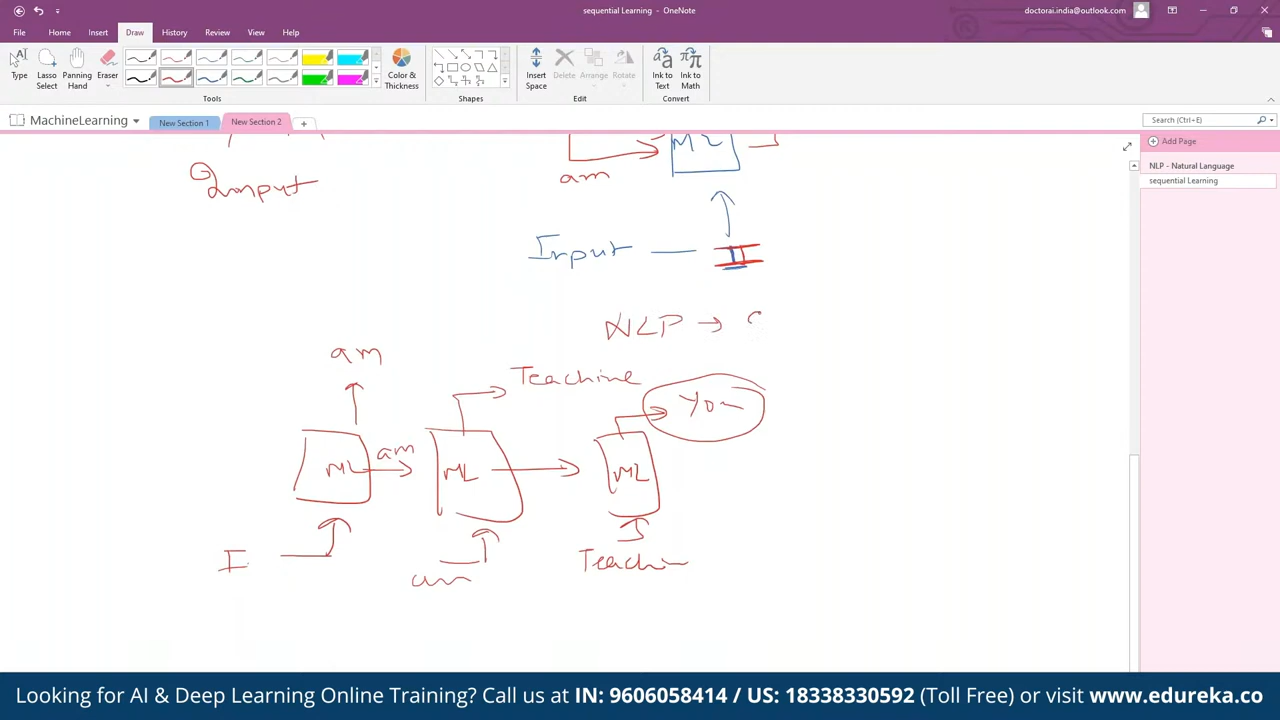 sequential Learning - OneNote
doctorai.india@outlook.com
File Home Insert Draw History Review View Help
Type
Lasso Select
Panning Hand
Eraser
Color & Thickness
Insert Space
Delete
Arrange
Rotate
Ink to Text
Ink to Math
Tools
Shapes
Edit
Convert
MachineLearning
New Section 1
New Section 2
Search (Ctrl+E)
Add Page
NLP - Natural Language
sequential Learning
ML
am
Input
Input — I
NLP →
am
Teachine
You
ML am ML ML
I
am
Teachin
Looking for AI & Deep Learning Online Training? Call us at IN: 9606058414 / US: 18338330592 (Toll Free) or visit www.edureka.co